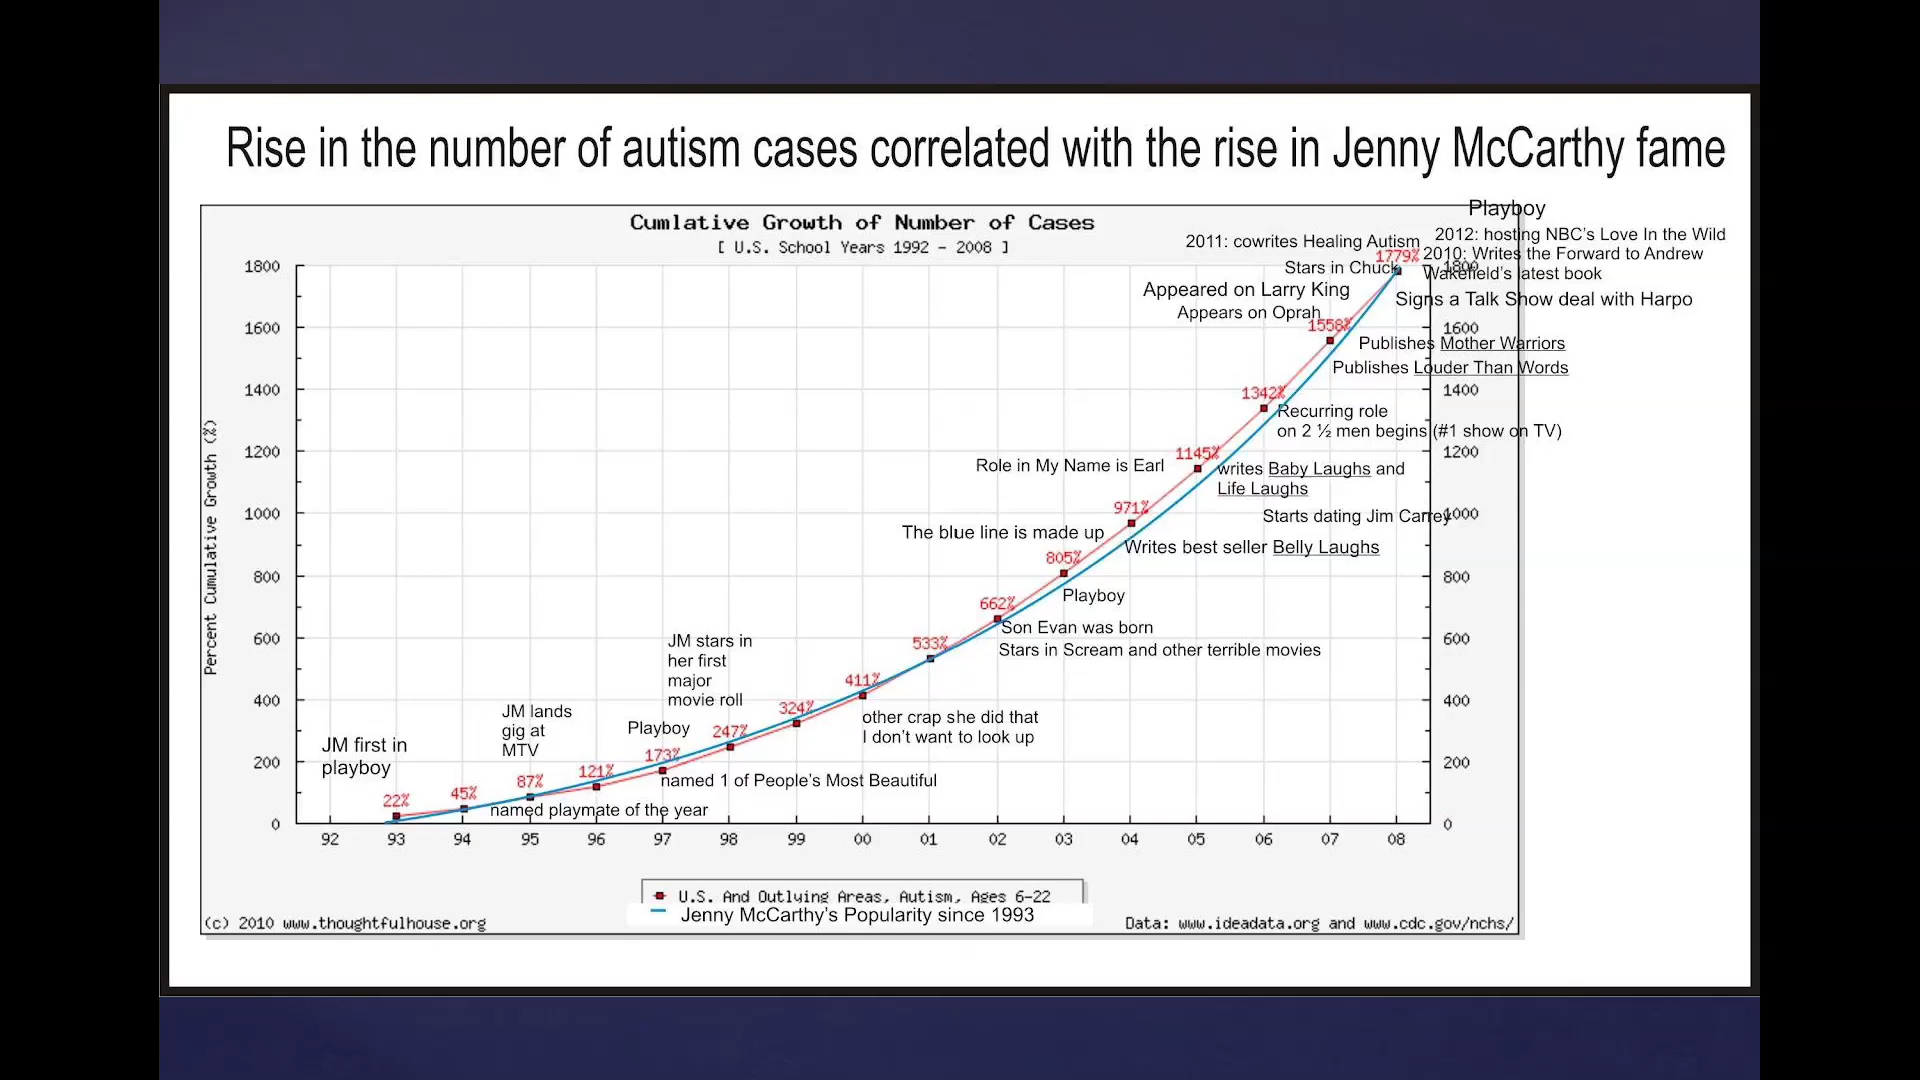 Rise in the number of autism cases correlated with the rise in Jenny McCarthy fame
Cumlative Growth of Number of Cases
[ U.S. School Years 1992 - 2008 ]
Playboy
2011: cowrites Healing Autism
2012: hosting NBC's Love In the Wild
2010: Writes the Forward to Andrew
Wakefield's latest book
Stars in Chuck
Appeared on Larry King
Appears on Oprah
Signs a Talk Show deal with Harpo
Publishes Mother Warriors
Publishes Louder Than Words
Recurring role
on 2 ½ men begins (#1 show on TV)
Role in My Name is Earl
writes Baby Laughs and
Life Laughs
Starts dating Jim Carrey
The blue line is made up
Writes best seller Belly Laughs
Playboy
Son Evan was born
Stars in Scream and other terrible movies
JM stars in
her first
major
movie roll
other crap she did that
I don't want to look up
JM lands
gig at
MTV
Playboy
JM first in
playboy
named 1 of People's Most Beautiful
named playmate of the year
22%
45%
87%
121%
173%
247%
324%
411%
533%
662%
805%
971%
1145%
1342%
1558%
1779%
Percent Cumulative Growth (%)
1800
1600
1400
1200
1000
800
600
400
200
0
1800
1600
1400
1200
1000
800
600
400
200
0
92 93 94 95 96 97 98 99 00 01 02 03 04 05 06 07 08
U.S. And Outlying Areas, Autism, Ages 6-22
Jenny McCarthy's Popularity since 1993
(c) 2010 www.thoughtfulhouse.org
Data: www.ideadata.org and www.cdc.gov/nchs/